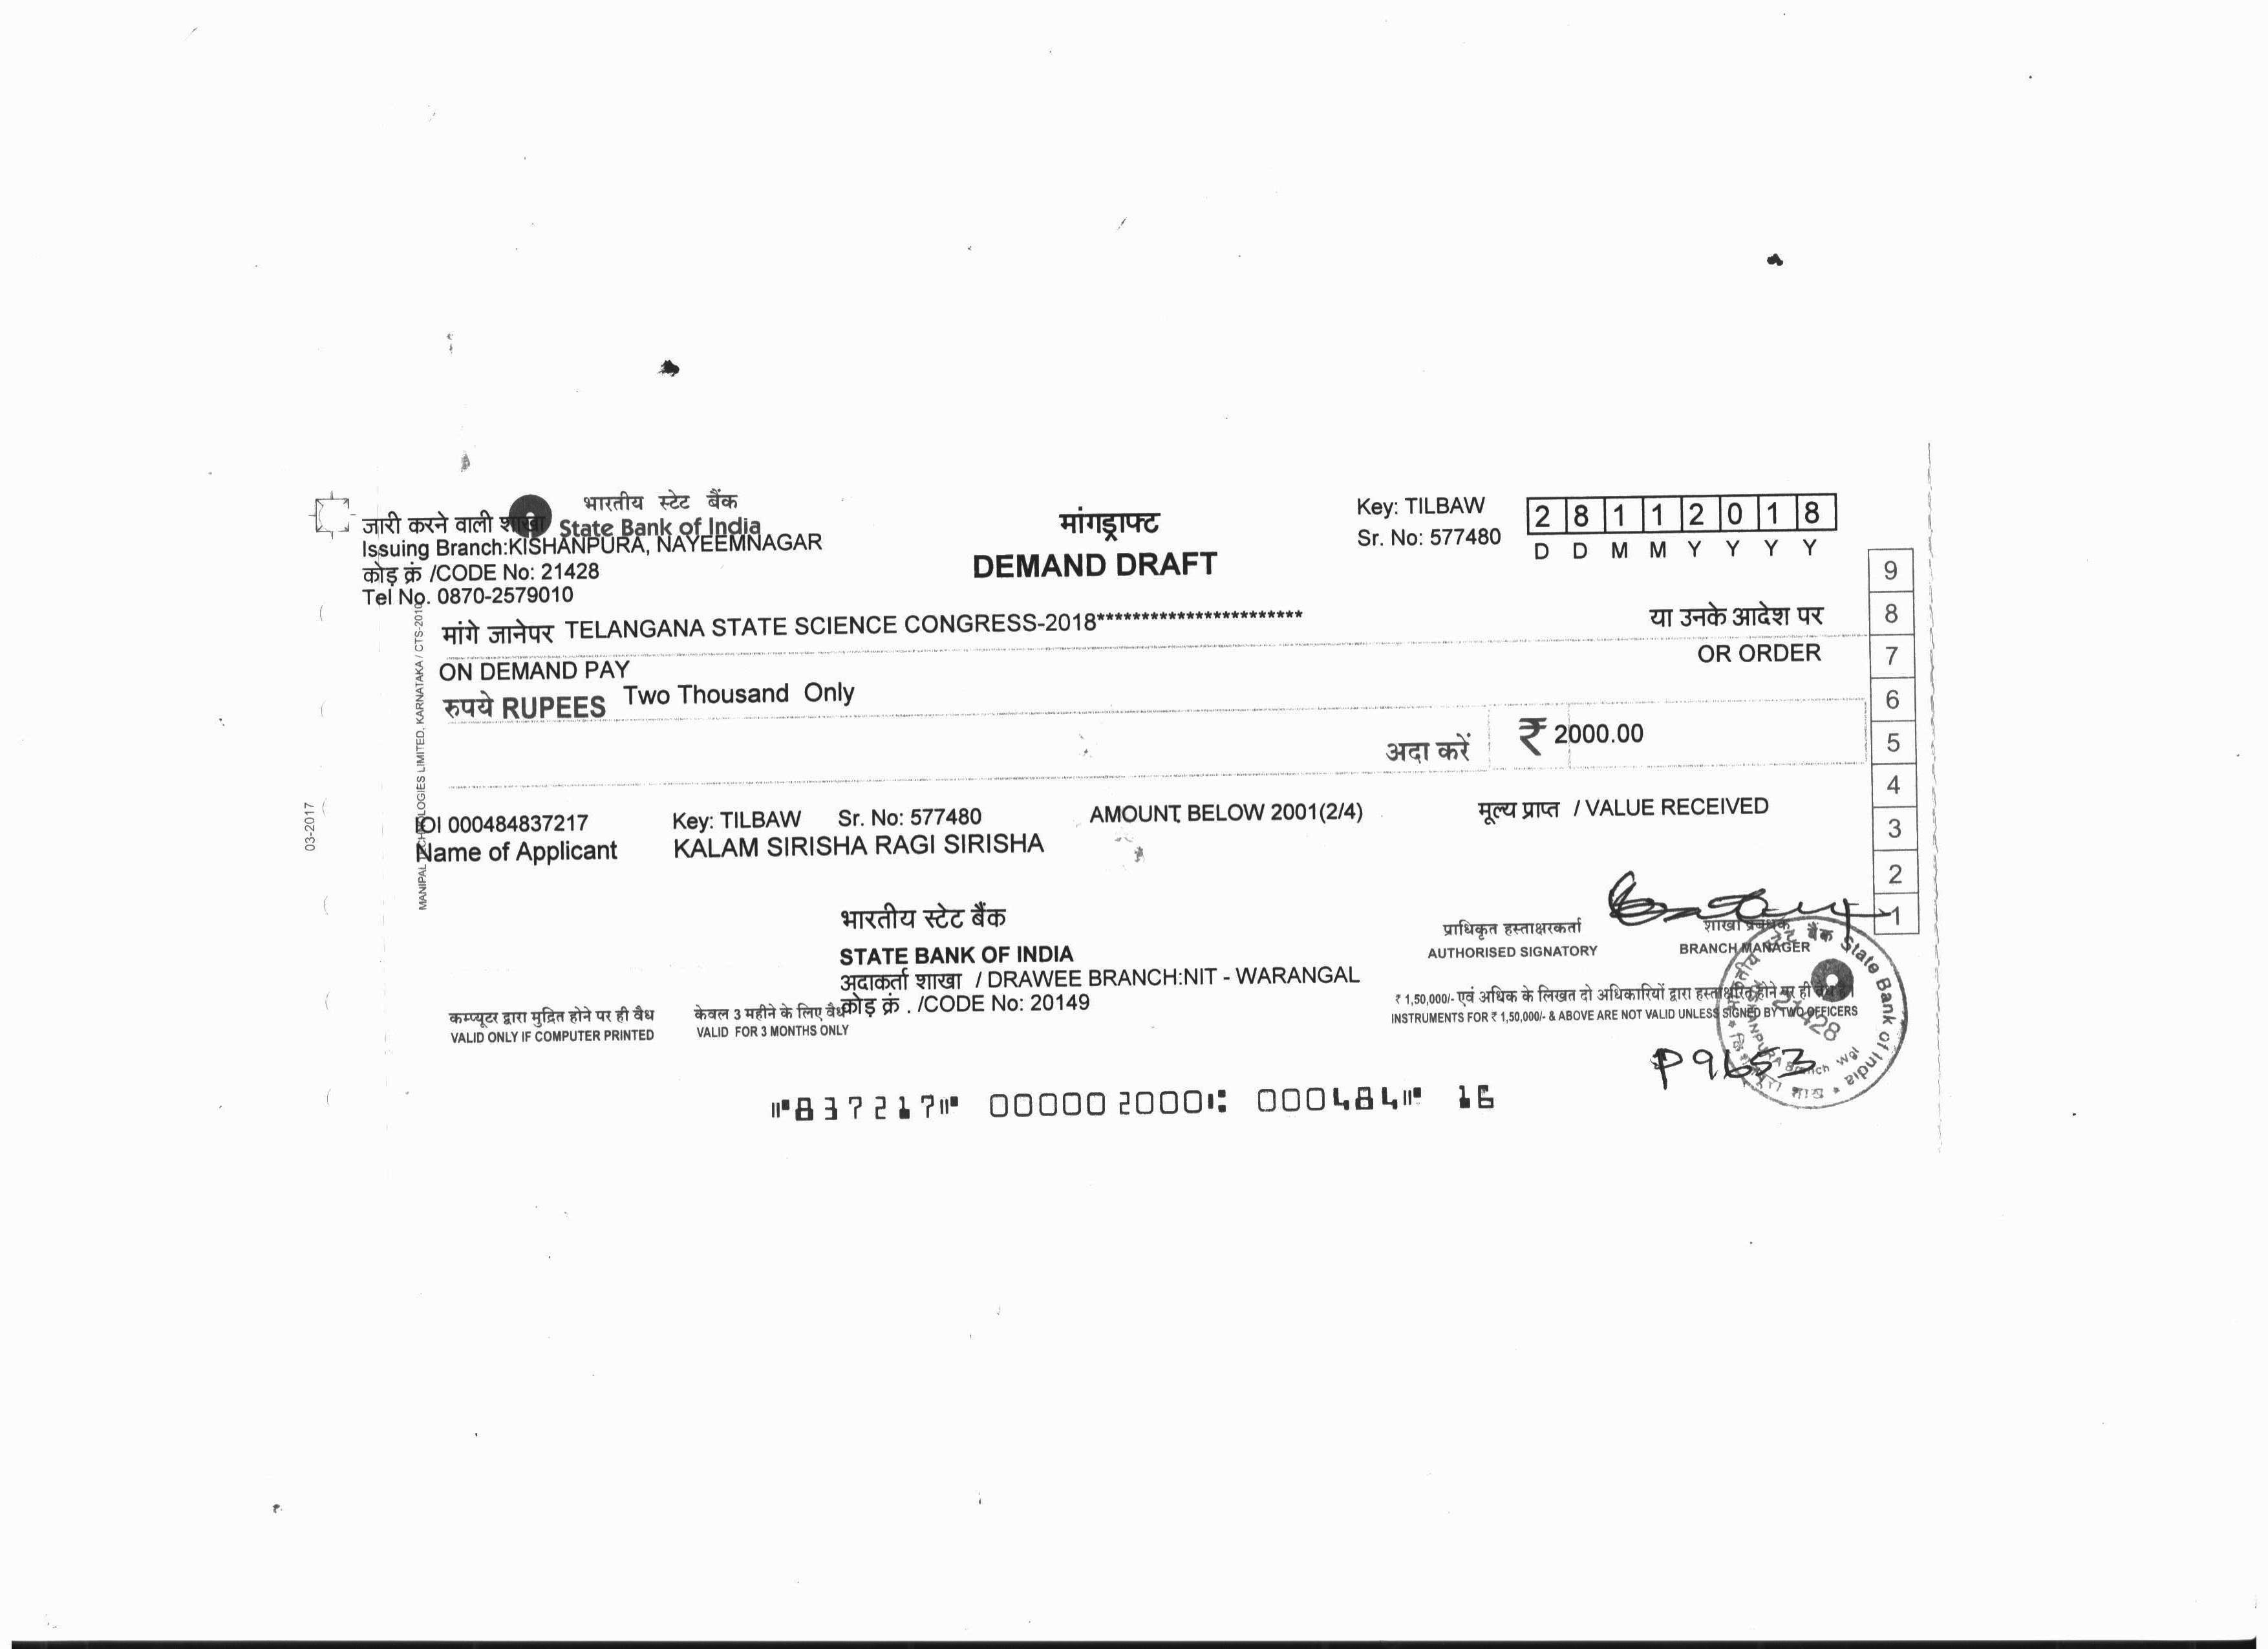 भारतीय स्टेट बैंक
State Bank of India
जारी करने वाली शाखा
Issuing Branch:KISHANPURA, NAYEEMNAGAR
कोड़ क्रं /CODE No: 21428
Tel No. 0870-2579010
मांगड्राफ्ट
DEMAND DRAFT
Key: TILBAW
Sr. No: 577480
2 8 1 1 2 0 1 8
D D M M Y Y Y Y
मांगे जानेपर TELANGANA STATE SCIENCE CONGRESS-2018************************ या उनके आदेश पर
ON DEMAND PAY OR ORDER
रुपये RUPEES Two Thousand Only
अदा करें ₹ 2000.00
9
8
7
6
5
4
3
2
1
IOI 000484837217 Key: TILBAW Sr. No: 577480 AMOUNT BELOW 2001(2/4) मूल्य प्राप्त / VALUE RECEIVED
Name of Applicant KALAM SIRISHA RAGI SIRISHA
MANIPAL TECHNOLOGIES LIMITED, KARNATAKA / CTS-2010
03-2017
भारतीय स्टेट बैंक
STATE BANK OF INDIA
अदाकर्ता शाखा / DRAWEE BRANCH:NIT - WARANGAL
कोड़ क्रं . /CODE No: 20149
प्राधिकृत हस्ताक्षरकर्ता
AUTHORISED SIGNATORY
शाखा प्रबंधक
BRANCH MANAGER
कम्प्यूटर द्वारा मुद्रित होने पर ही वैध
VALID ONLY IF COMPUTER PRINTED
केवल 3 महीने के लिए वैध
VALID FOR 3 MONTHS ONLY
₹ 1,50,000/- एवं अधिक के लिखत दो अधिकारियों द्वारा हस्ताक्षरित होने पर ही वैध है।
INSTRUMENTS FOR ₹ 1,50,000/- & ABOVE ARE NOT VALID UNLESS SIGNED BY TWO OFFICERS
State Bank of India
21428
Branch Wgl
P9653
⑈837217⑈ 000002000⑆ 000484⑈ 16